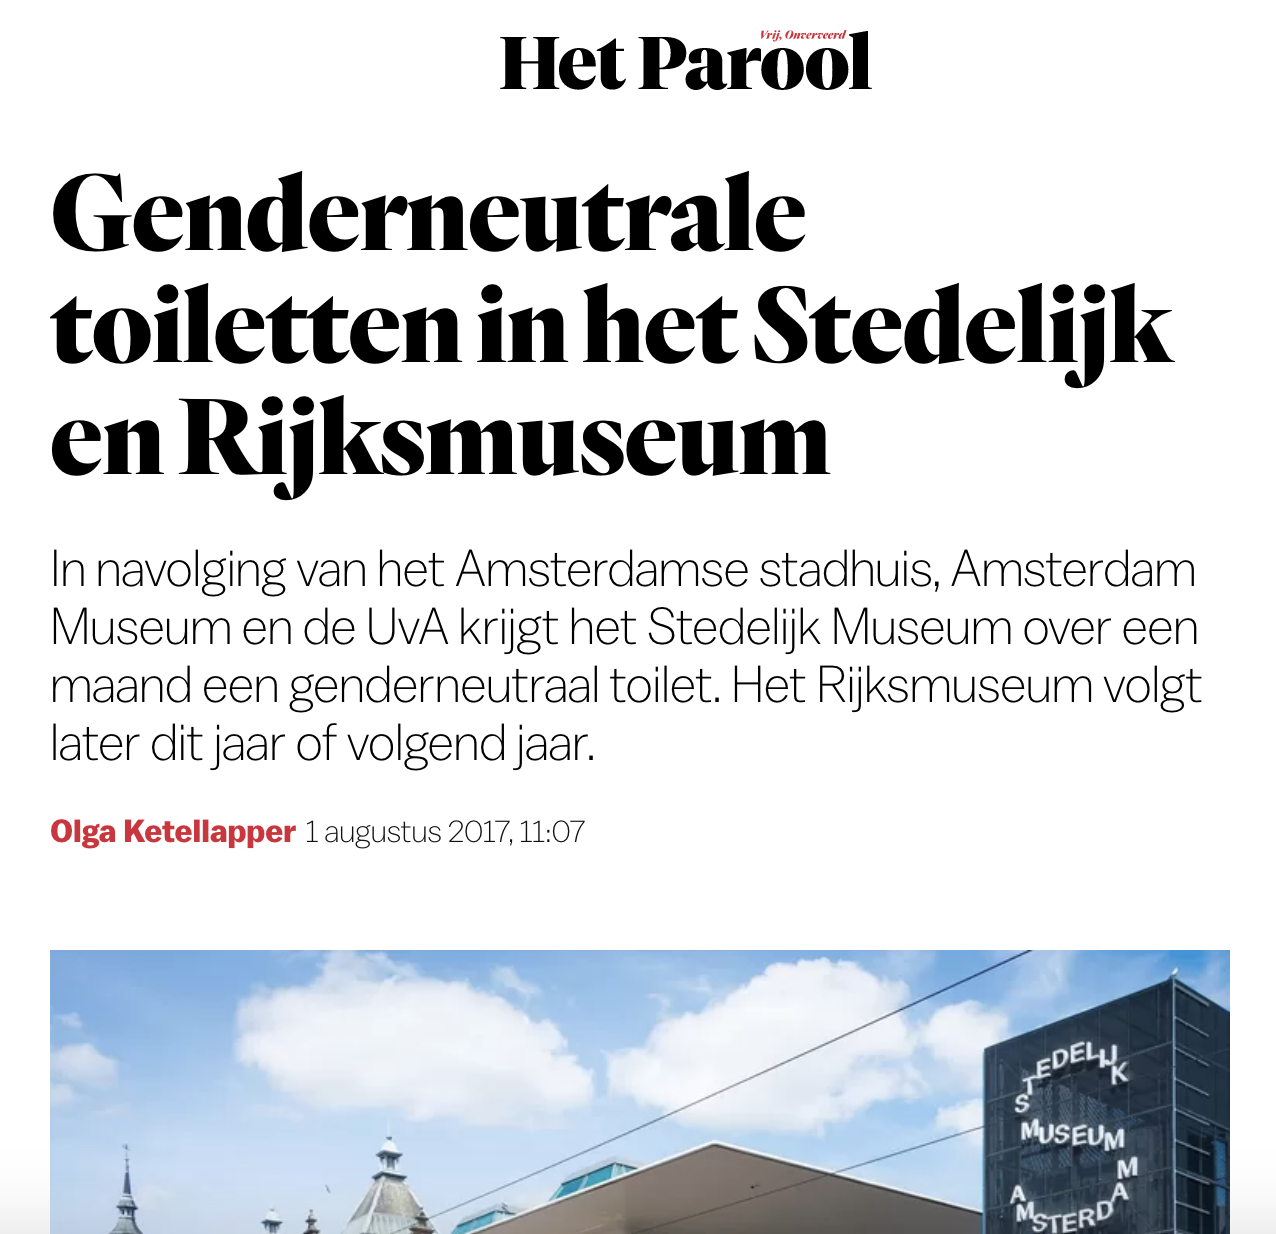 Het Parool
Vrij, Onverveerd
Genderneutrale
toiletten in het Stedelijk
en Rijksmuseum
In navolging van het Amsterdamse stadhuis, Amsterdam
Museum en de UvA krijgt het Stedelijk Museum over een
maand een genderneutraal toilet. Het Rijksmuseum volgt
later dit jaar of volgend jaar.
Olga Ketellapper 1 augustus 2017, 11:07
STEDELIJK
MUSEUM
AMSTERDAM